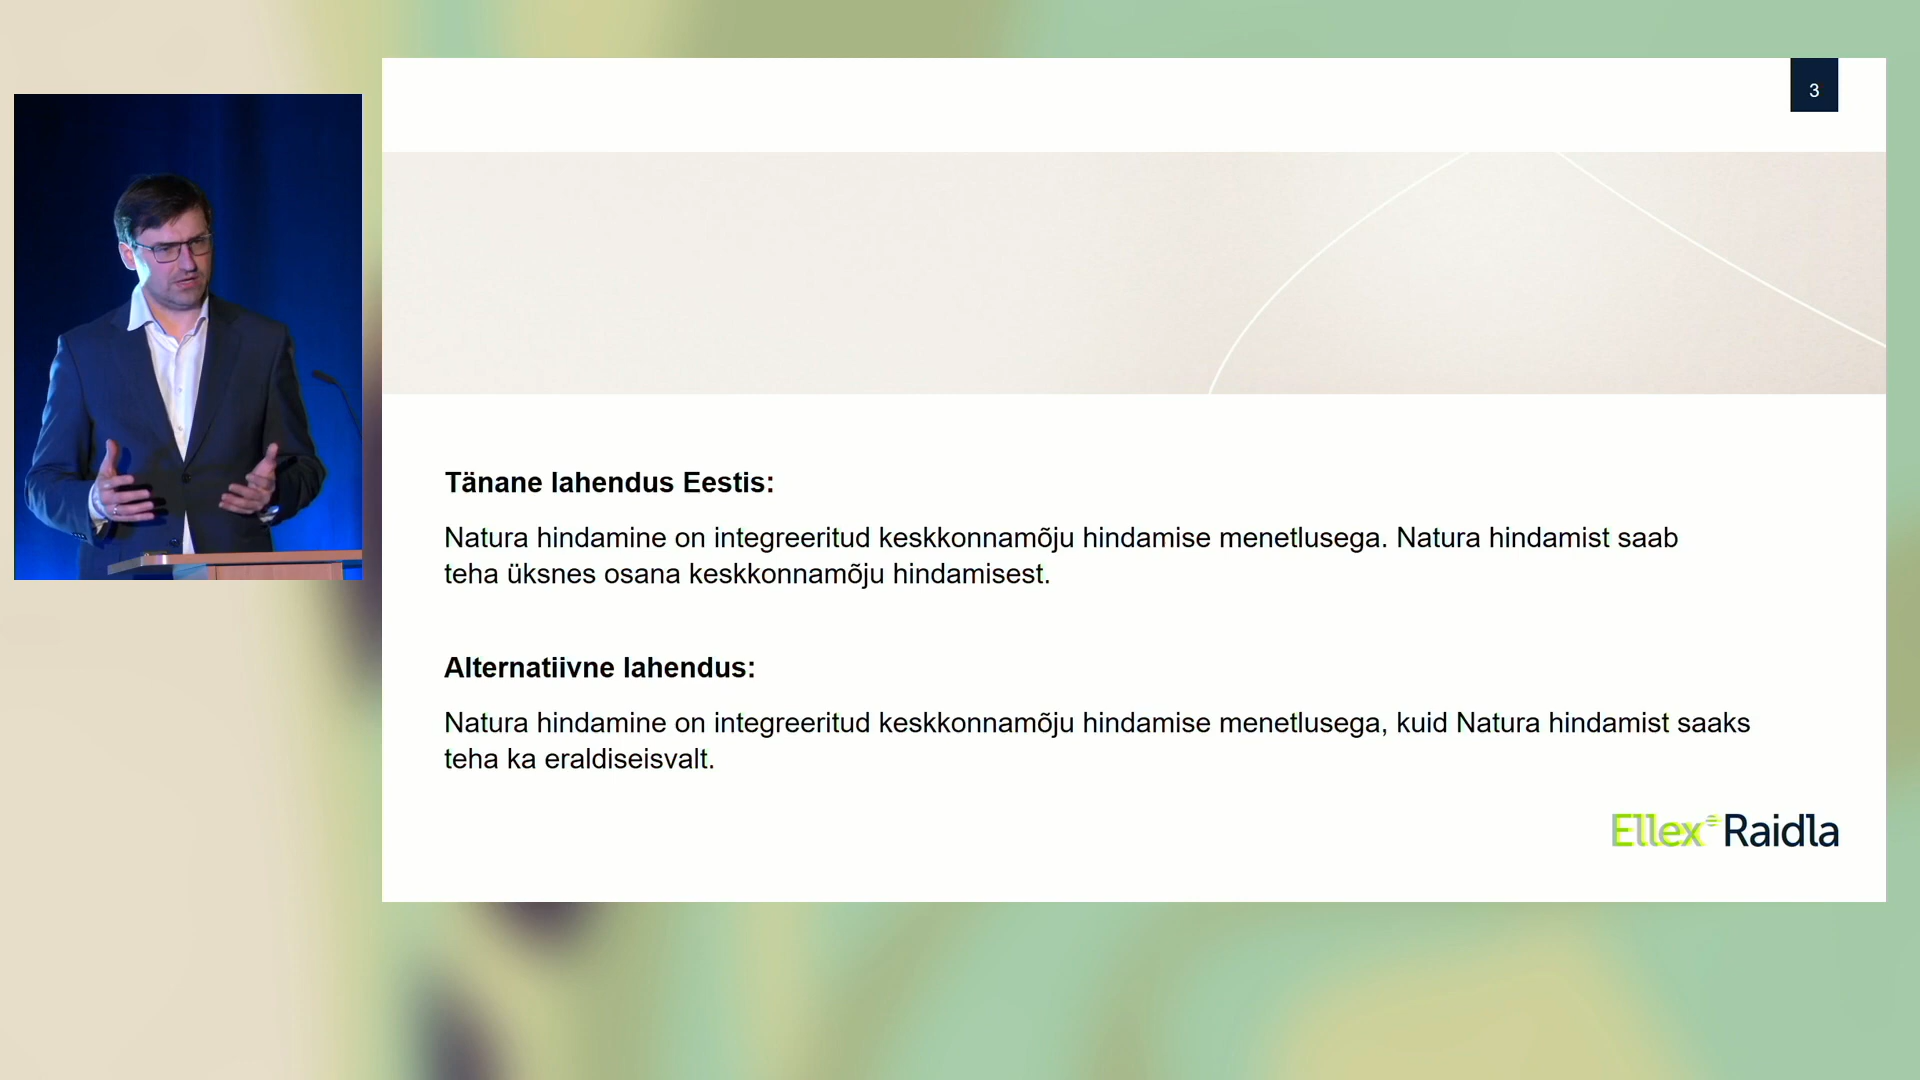 3
Tänane lahendus Eestis:
Natura hindamine on integreeritud keskkonnamõju hindamise menetlusega. Natura hindamist saab
teha üksnes osana keskkonnamõju hindamisest.
Alternatiivne lahendus:
Natura hindamine on integreeritud keskkonnamõju hindamise menetlusega, kuid Natura hindamist saaks
teha ka eraldiseisvalt.
Ellex Raidla